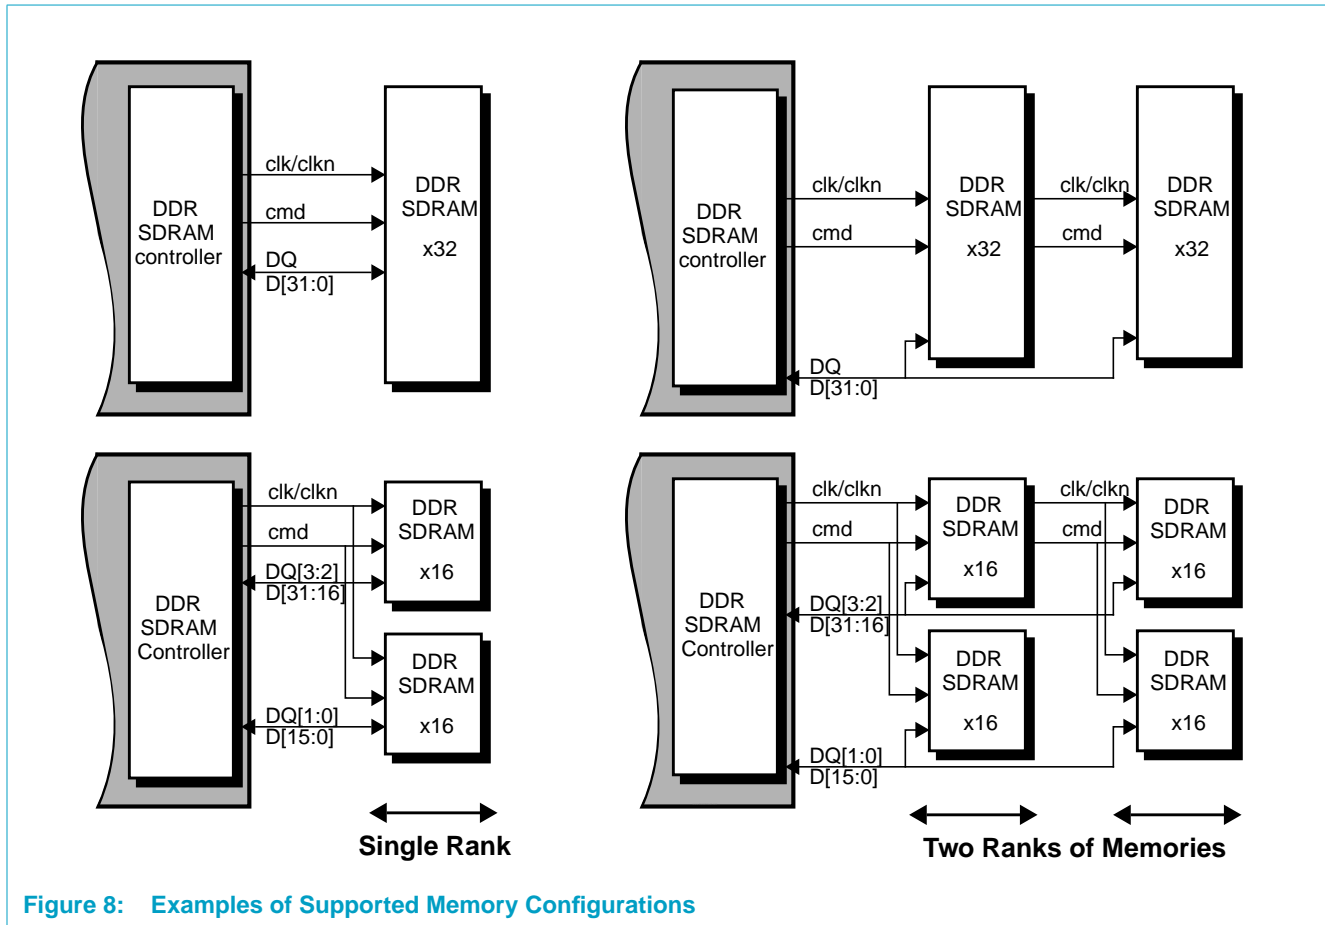 clk/clkn
cmd
DQ
D[31:0]
DDR
SDRAM
controller
DDR
SDRAM
x32
clk/clkn
cmd
DQ
D[31:0]
DDR
SDRAM
controller
DDR
SDRAM
x32
clk/clkn
cmd
DDR
SDRAM
x32
clk/clkn
cmd
DQ[3:2]
D[31:16]
DDR
SDRAM
Controller
DQ[1:0]
D[15:0]
DDR
SDRAM
x16
DDR
SDRAM
x16
Single Rank
clk/clkn
cmd
DQ[3:2]
D[31:16]
DDR
SDRAM
Controller
DQ[1:0]
D[15:0]
DDR
SDRAM
x16
DDR
SDRAM
x16
clk/clkn
cmd
DDR
SDRAM
x16
DDR
SDRAM
x16
Two Ranks of Memories
Figure 8: Examples of Supported Memory Configurations